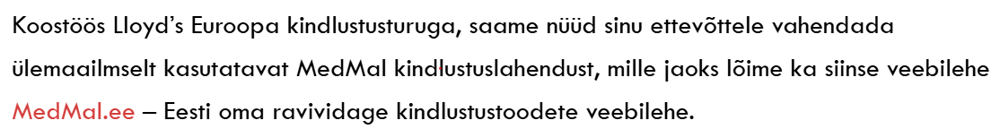 Koostöös Lloyd’s Euroopa kindlustusturuga, saame nüüd sinu ettevõttele vahendada
ülemaailmselt kasutatavat MedMal kindlustuslahendust, mille jaoks lõime ka siinse veebilehe
MedMal.ee – Eesti oma ravividage kindlustustoodete veebilehe.